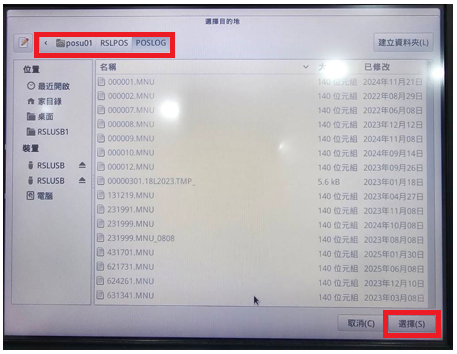 選擇目的地
posu01 RSLPOS POSLOG 建立資料夾(L)
位置
最近開啟
家目錄
桌面
RSLUSB1
裝置
RSLUSB
RSLUSB
電腦
名稱 大 已修改
000001.MNU 140 位元組 2024年11月21日
000002.MNU 140 位元組 2022年08月29日
000007.MNU 140 位元組 2022年06月08日
000008.MNU 140 位元組 2023年12月12日
000009.MNU 140 位元組 2024年11月08日
000010.MNU 140 位元組 2024年09月14日
000012.MNU 140 位元組 2023年09月26日
00000301.18L2023.TMP_ 5.6 kB 2023年01月18日
131219.MNU 140 位元組 2023年04月27日
231991.MNU 140 位元組 2023年11月08日
231999.MNU 140 位元組 2024年10月08日
231999.MNU_0808 140 位元組 2023年08月08日
431701.MNU 140 位元組 2025年01月30日
621731.MNU 140 位元組 2025年06月08日
624261.MNU 140 位元組 2023年12月10日
631341.MNU 140 位元組 2023年03月08日
取消(C) 選擇(S)